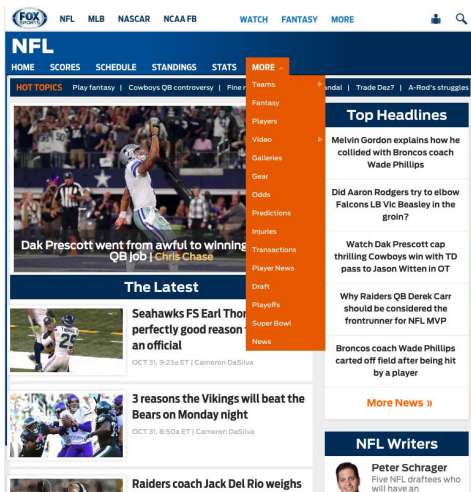 FOX
SPORTS
NFL MLB NASCAR NCAA FB WATCH FANTASY MORE
NFL
HOME SCORES SCHEDULE STANDINGS STATS MORE
HOT TOPICS Play fantasy | Cowboys QB controversy | Fine | Trade Dez? | A-Rod's struggles
Teams
Fantasy
Players
Video
Galleries
Gear
Odds
Predictions
Injuries
Transactions
Player News
Draft
Playoffs
Super Bowl
News
Dak Prescott went from awful to winning
QB job | Chris Chase
The Latest
Seahawks FS Earl Thor
perfectly good reason
an official
OCT 31, 9:23a ET | Cameron DaSilva
3 reasons the Vikings will beat the
Bears on Monday night
OCT 31, 8:50a ET | Cameron DaSilva
Raiders coach Jack Del Rio weighs
Top Headlines
Melvin Gordon explains how he
collided with Broncos coach
Wade Phillips
Did Aaron Rodgers try to elbow
Falcons LB Vic Beasley in the
groin?
Watch Dak Prescott cap
thrilling Cowboys win with TD
pass to Jason Witten in OT
Why Raiders QB Derek Carr
should be considered the
frontrunner for NFL MVP
Broncos coach Wade Phillips
carted off field after being hit
by a player
More News »
NFL Writers
Peter Schrager
Five NFL draftees who
will have an